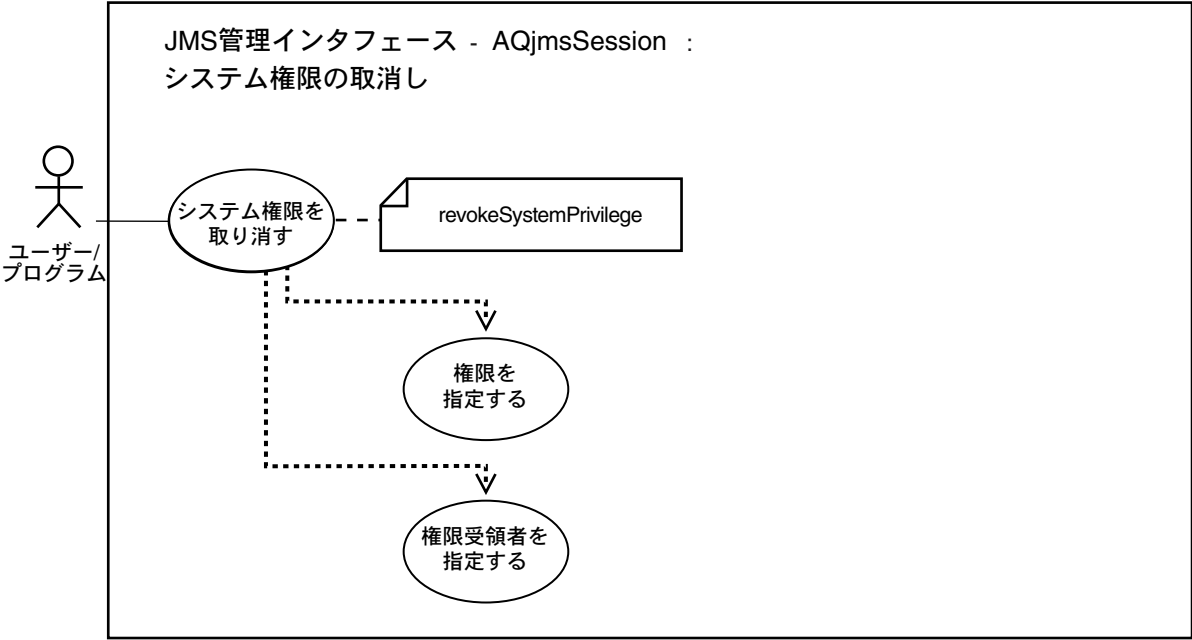 JMS管理インタフェース - AQjmsSession :
システム権限の取消し
システム権限を
取り消す
revokeSystemPrivilege
ユーザー/
プログラム
権限を
指定する
権限受領者を
指定する